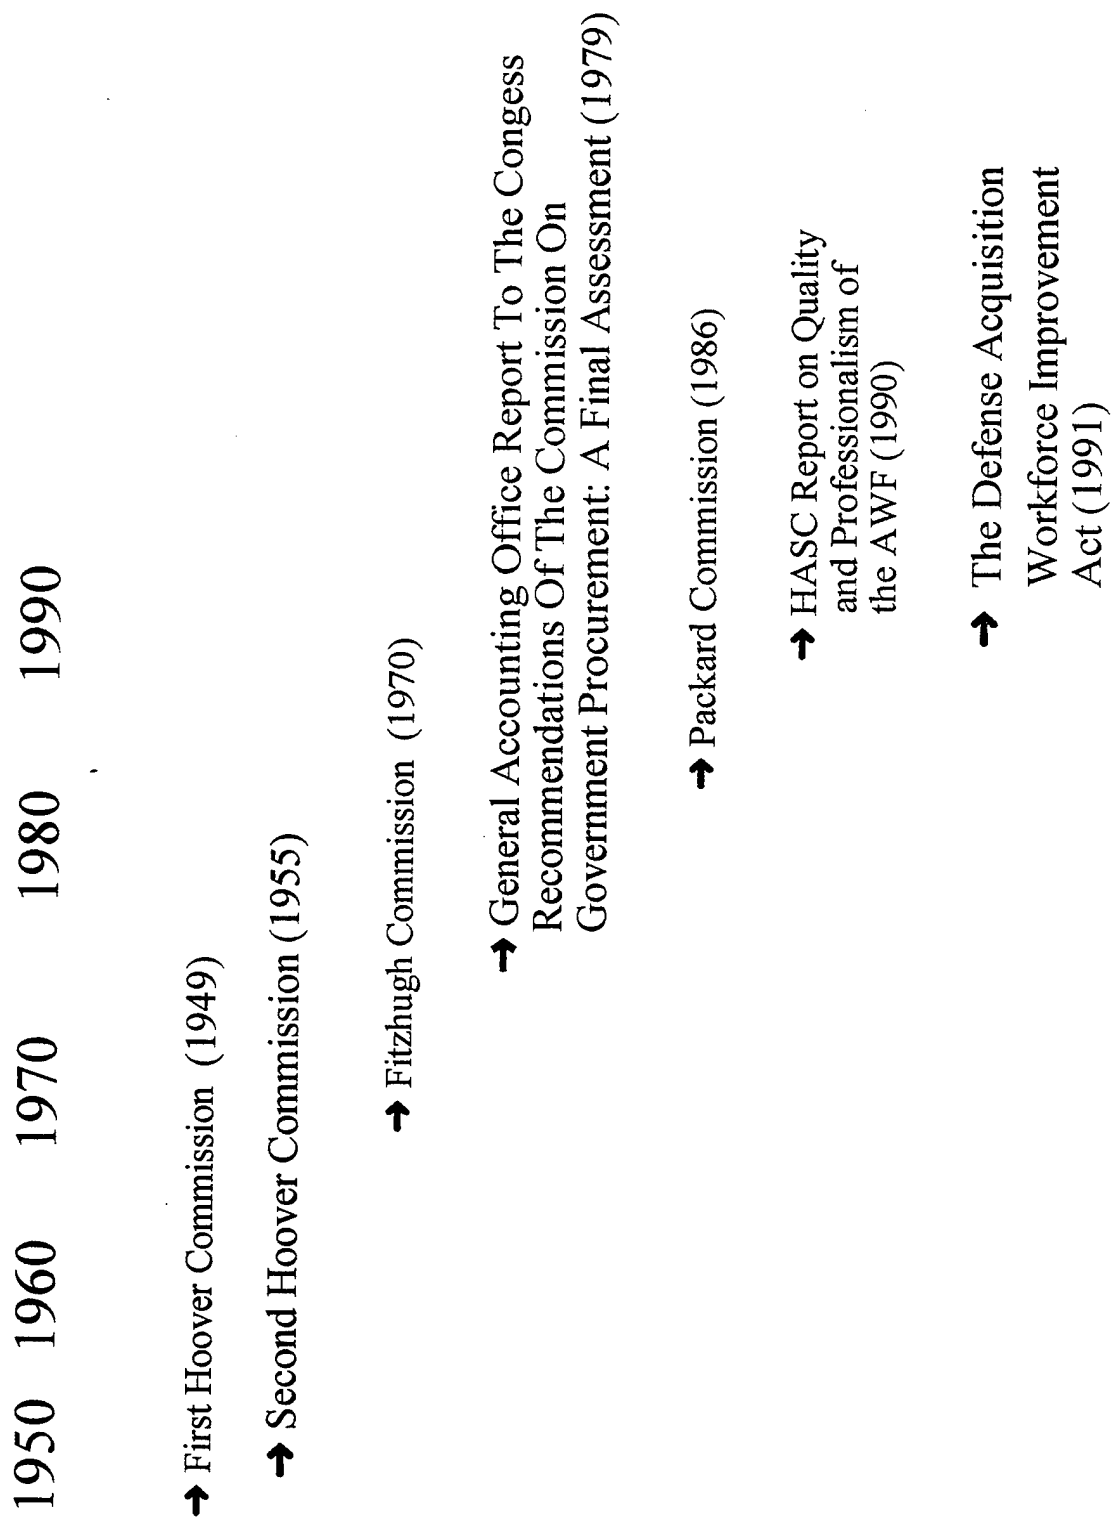 1950 1960 1970 1980 1990
→ First Hoover Commission (1949)
→ Second Hoover Commission (1955)
→ Fitzhugh Commission (1970)
→ General Accounting Office Report To The Congess
Recommendations Of The Commission On
Government Procurement: A Final Assessment (1979)
→ Packard Commission (1986)
→ HASC Report on Quality
and Professionalism of
the AWF (1990)
→ The Defense Acquisition
Workforce Improvement
Act (1991)